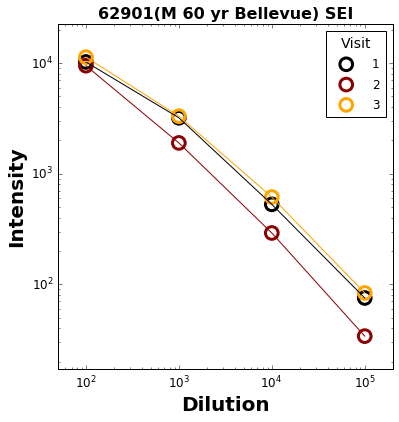 62901(M 60 yr Bellevue) SEI
Visit
1
2
3
10⁴
10³
10²
Intensity
10² 10³ 10⁴ 10⁵
Dilution